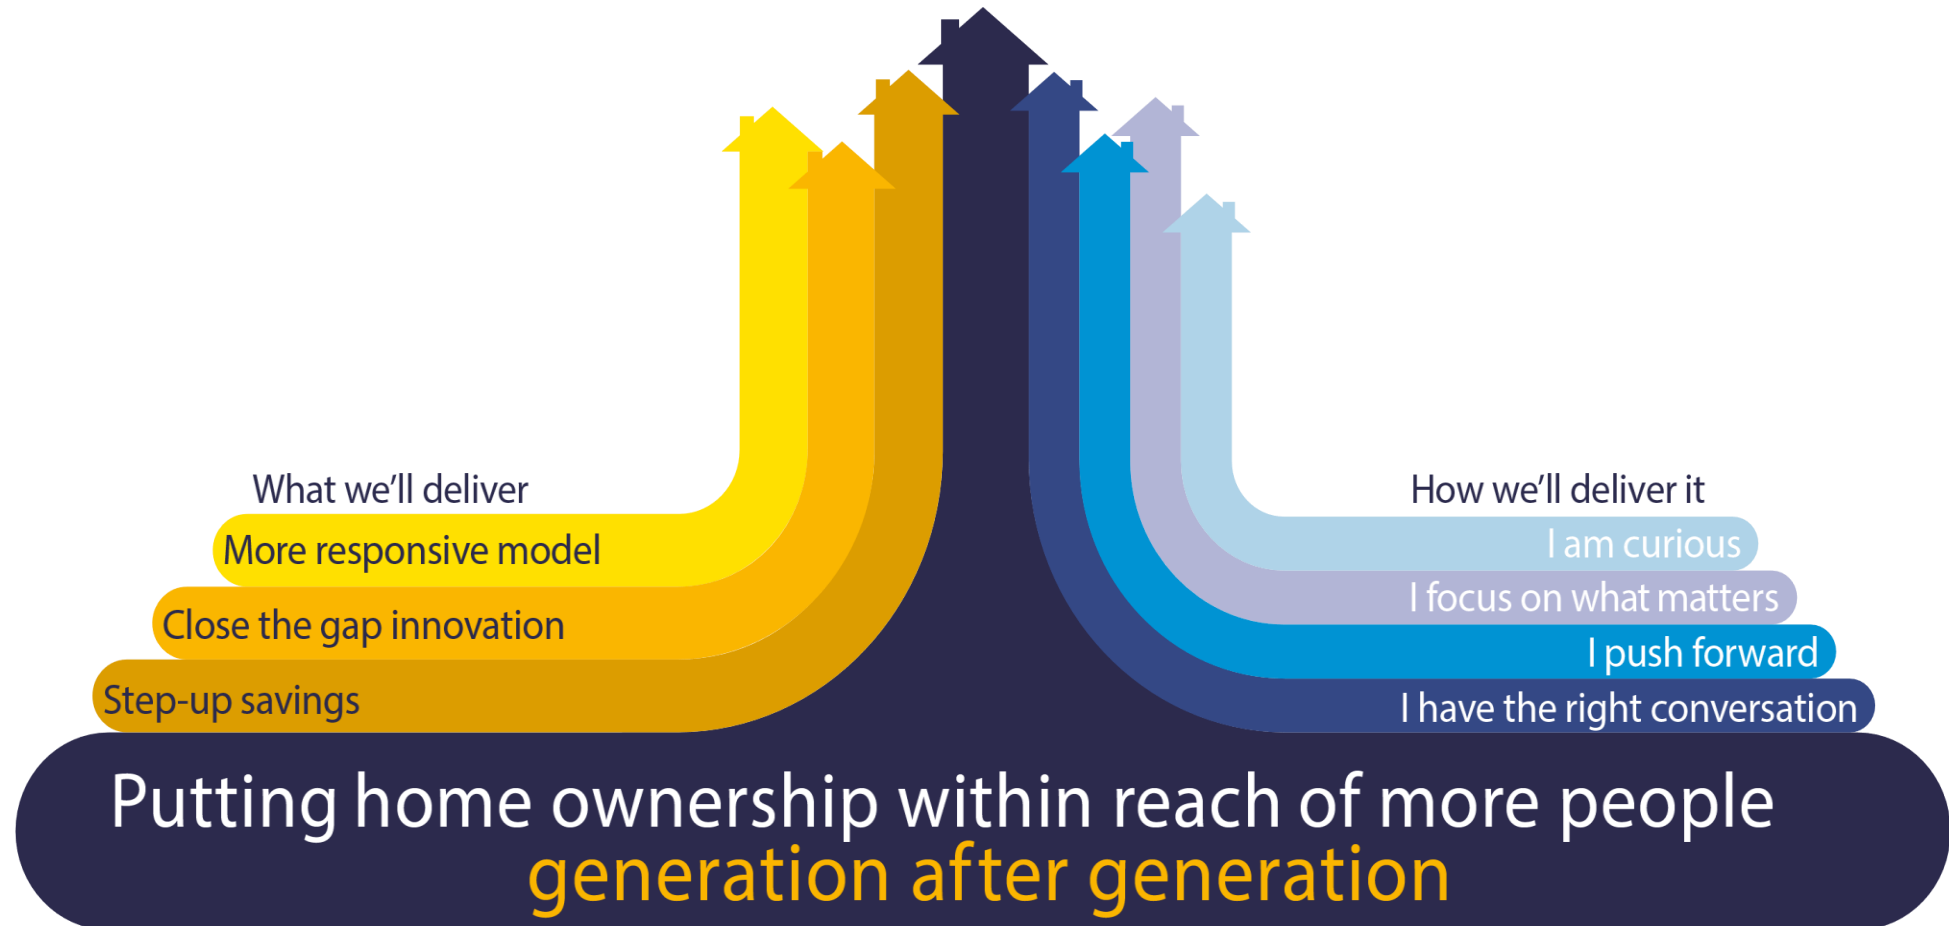 What we'll deliver
More responsive model
Close the gap innovation
Step-up savings
How we'll deliver it
I am curious
I focus on what matters
I push forward
I have the right conversation
Putting home ownership within reach of more people
generation after generation